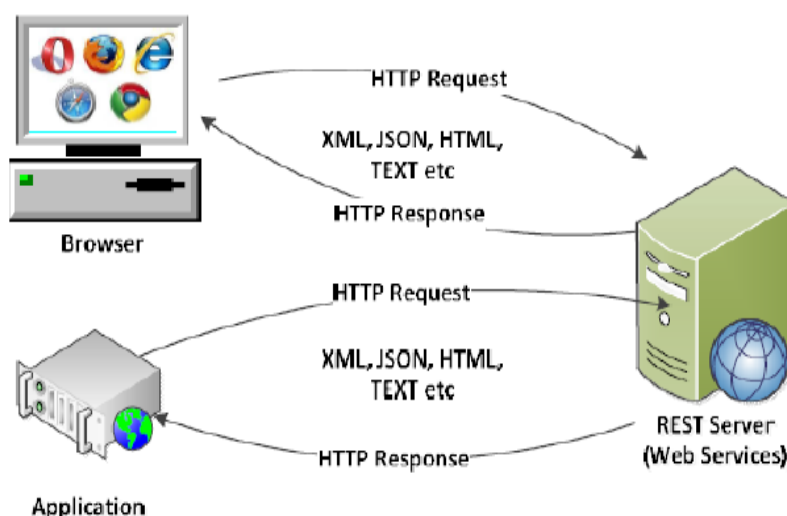 HTTP Request
XML, JSON, HTML,
TEXT etc
HTTP Response
Browser
HTTP Request
XML, JSON, HTML,
TEXT etc
HTTP Response
REST Server
(Web Services)
Application